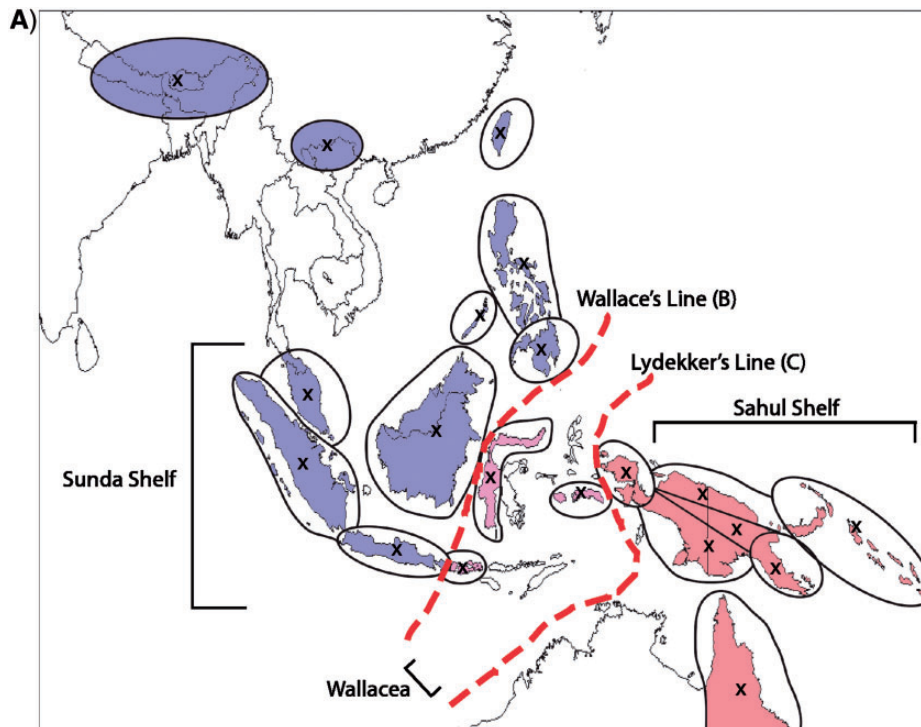 A)
X
X
X
X
Wallace's Line (B)
X
X
Lydekker's Line (C)
Sahul Shelf
X
X
X
Sunda Shelf
X
X
X
X
X
X
X
X
X
X
X
Wallacea
X